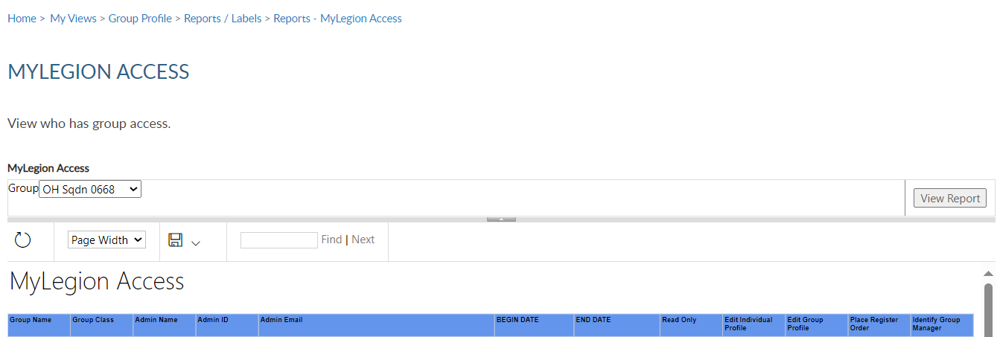 Home > My Views > Group Profile > Reports / Labels > Reports - MyLegion Access
MYLEGION ACCESS
View who has group access.
MyLegion Access
Group OH Sqdn 0668
View Report
Page Width
Find | Next
MyLegion Access
Group Name Group Class Admin Name Admin ID Admin Email BEGIN DATE END DATE Read Only Edit Individual Profile Edit Group Profile Place Register Order Identify Group Manager